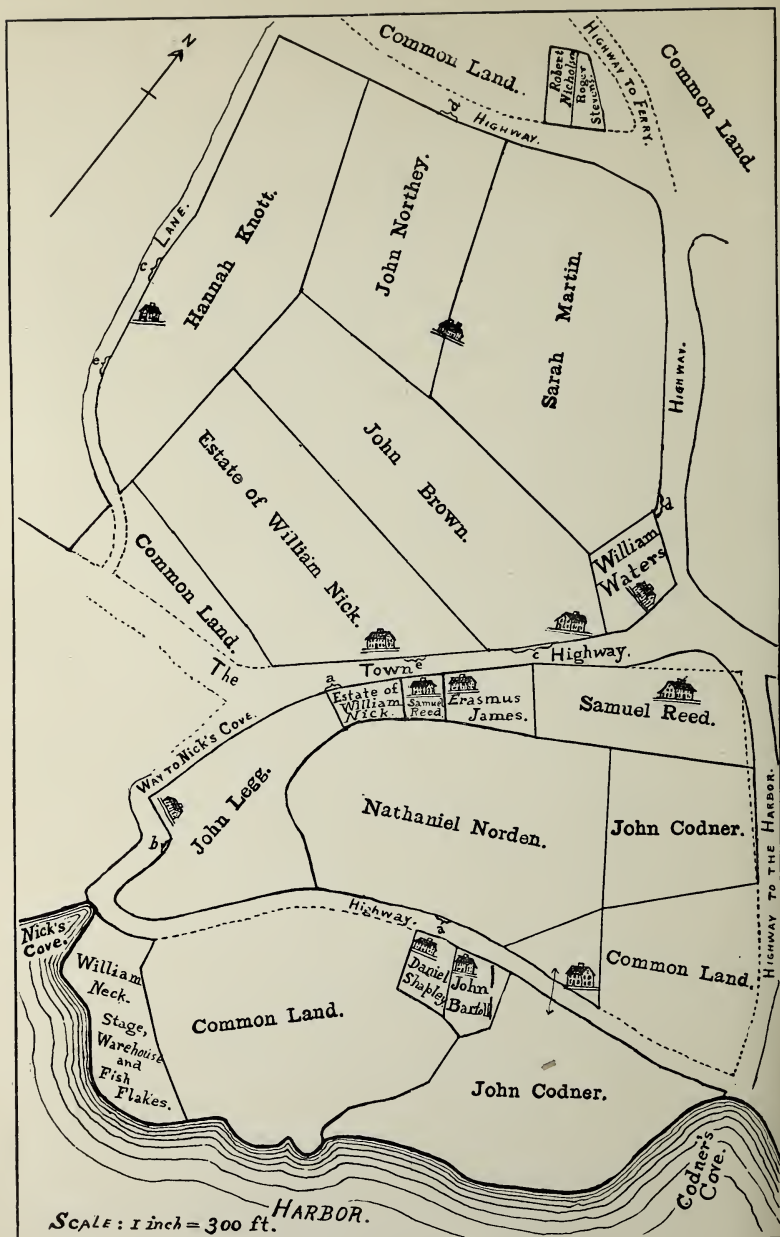 N
Common Land.
HIGHWAY TO FERRY.
Common Land.
Robert
Nicholson
Roger
Stevens.
d
HIGHWAY.
LANE.
c
e
Hannah Knott.
John Northey.
Sarah Martin.
HIGHWAY.
John
Brown.
Estate of William Nick.
d
William
Waters
Common Land.
The
Town
e
c
Highway.
a
Estate of
William
Nick.
Samuel
Reed
Erasmus
James.
Samuel Reed.
WAY TO NICK'S COVE.
b
John Legg.
Nathaniel Norden.
John Codner.
HIGHWAY TO THE HARBOR.
Highway.
a
Nick's
Cove.
William
Neck.
Stage,
Warehouse
and
Fish
Flakes.
Common Land.
Daniel
Shapley
John
Bartoll
Common Land.
John Codner.
Codner's
Cove.
HARBOR.
SCALE: 1 inch = 300 ft.